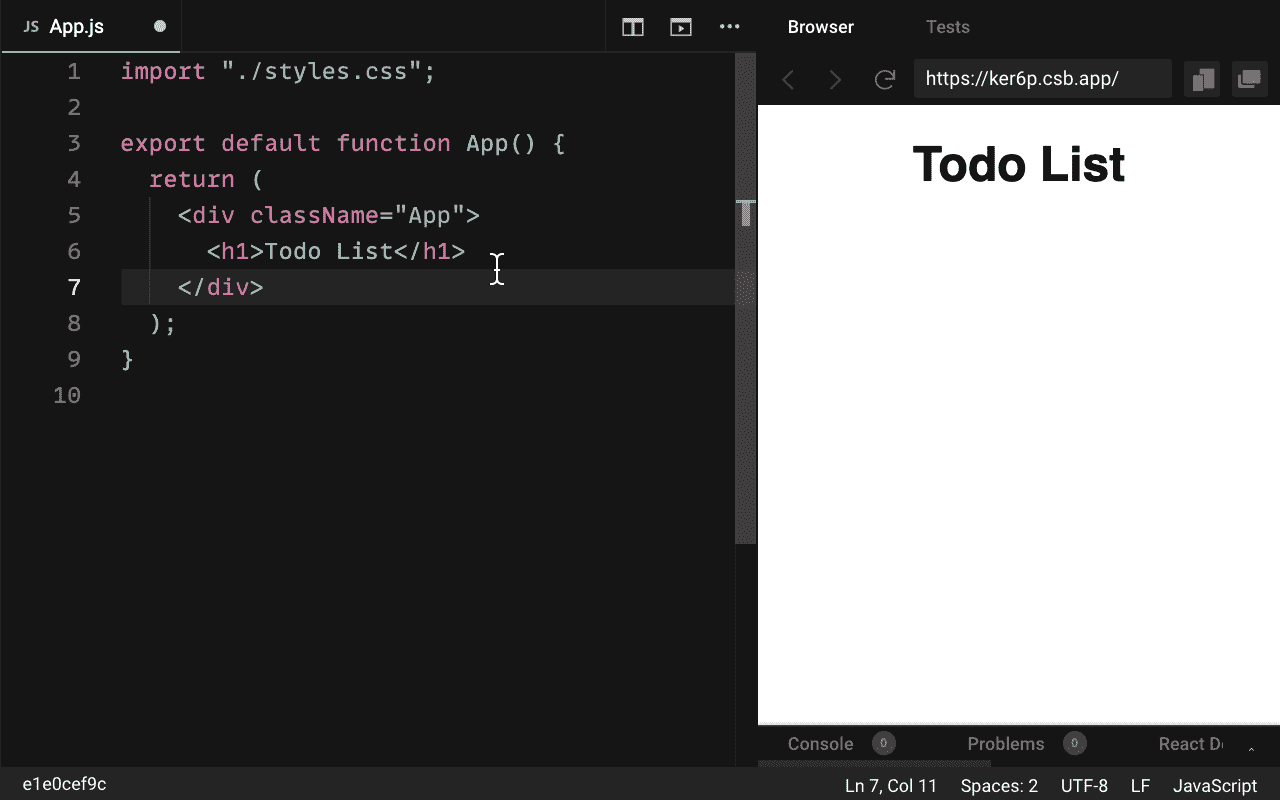 JS App.js
Browser Tests
https://ker6p.csb.app/
1 import "./styles.css";
2
3 export default function App() {
4   return (
5     <div className="App">
6       <h1>Todo List</h1>
7     </div>
8   );
9 }
10
Todo List
Console 0 Problems 0 React D
e1e0cef9c Ln 7, Col 11 Spaces: 2 UTF-8 LF JavaScript